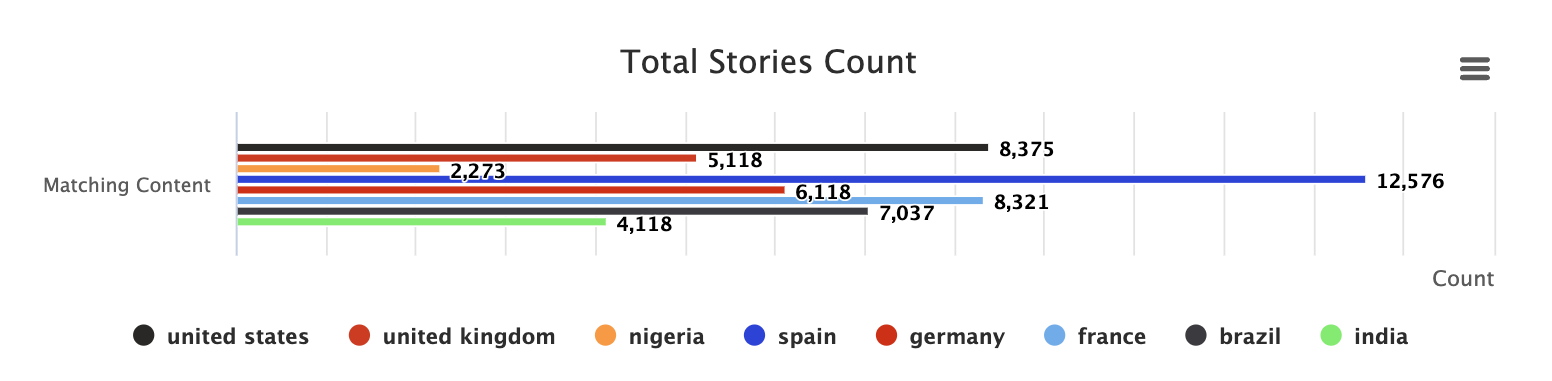 Total Stories Count
8,375
5,118
2,273
Matching Content
12,576
6,118
8,321
7,037
4,118
Count
united states united kingdom nigeria spain germany france brazil india